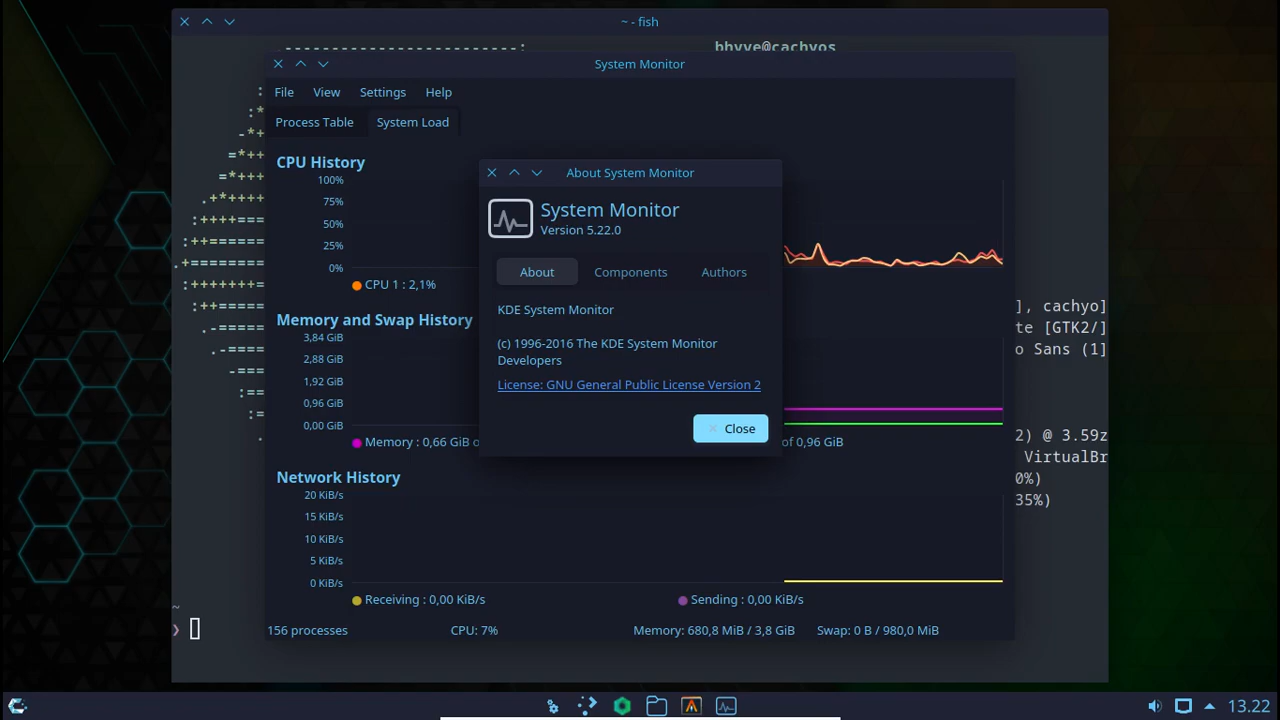 ~ - fish
bhyve@cachyos
System Monitor
File View Settings Help
Process Table System Load
CPU History
100%
75%
50%
25%
0%
CPU 1 : 2,1%
Memory and Swap History
3,84 GiB
2,88 GiB
1,92 GiB
0,96 GiB
0,00 GiB
Memory : 0,66 GiB o
of 0,96 GiB
Network History
20 KiB/s
15 KiB/s
10 KiB/s
5 KiB/s
0 KiB/s
Receiving : 0,00 KiB/s Sending : 0,00 KiB/s
156 processes CPU: 7% Memory: 680,8 MiB / 3,8 GiB Swap: 0 B / 980,0 MiB
About System Monitor
System Monitor
Version 5.22.0
About Components Authors
KDE System Monitor
(c) 1996-2016 The KDE System Monitor
Developers
License: GNU General Public License Version 2
Close
], cachyo]
te [GTK2/]
o Sans (1]
2) @ 3.59z
VirtualBr
0%)
35%)
~
❯
13.22